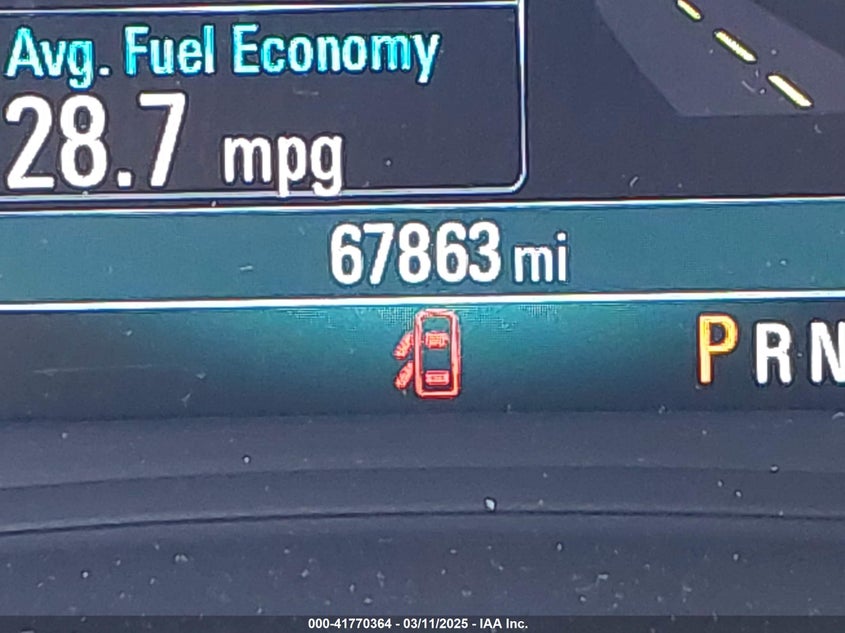 Avg. Fuel Economy
28.7 mpg
67863 mi
P R N
000-41770364 - 03/11/2025 - IAA Inc.